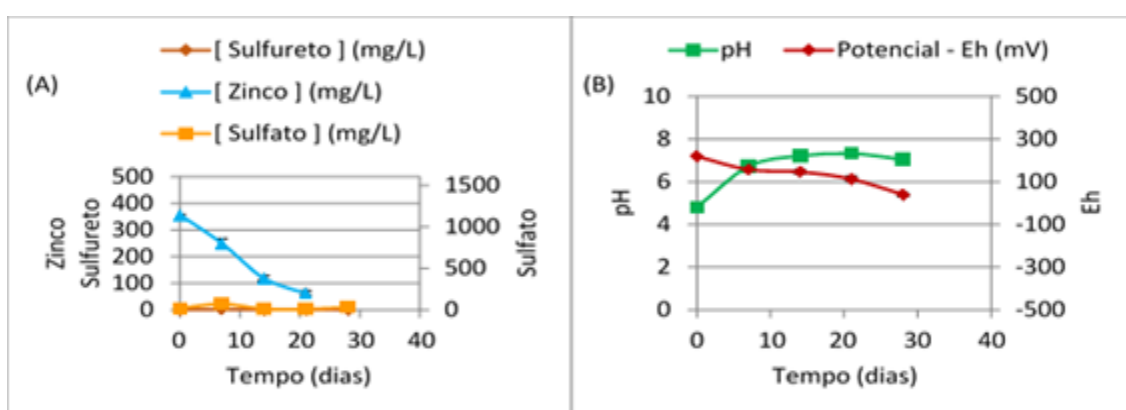 (A)
[ Sulfureto ] (mg/L)
[ Zinco ] (mg/L)
[ Sulfato ] (mg/L)
500
400
300
200
100
0
Zinco
Sulfureto
1500
1000
500
0
Sulfato
0 10 20 30 40
Tempo (dias)
(B)
pH Potencial - Eh (mV)
10
8
6
4
2
0
pH
500
300
100
-100
-300
-500
Eh
0 10 20 30 40
Tempo (dias)